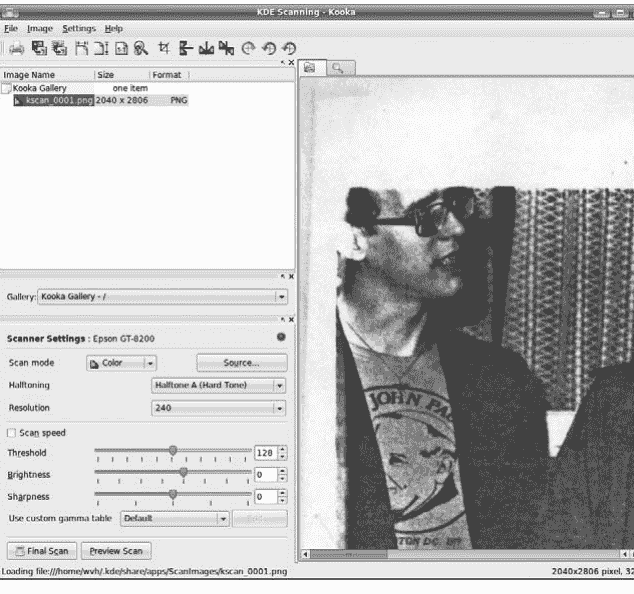 KDE Scanning - Kooka
File Image Settings Help
Image Name Size Format
Kooka Gallery one item
kscan_0001.png 2040 x 2806 PNG
Gallery: Kooka Gallery - /
Scanner Settings : Epson GT-8200
Scan mode Color Source...
Halftoning Halftone A (Hard Tone)
Resolution 240
Scan speed
Threshold 128
Brightness 0
Sharpness 0
Use custom gamma table Default
Final Scan Preview Scan
JOHN PA
TON DC
Loading file:///home/wvh/.kde/share/apps/ScanImages/kscan_0001.png 2040x2806 pixel, 32